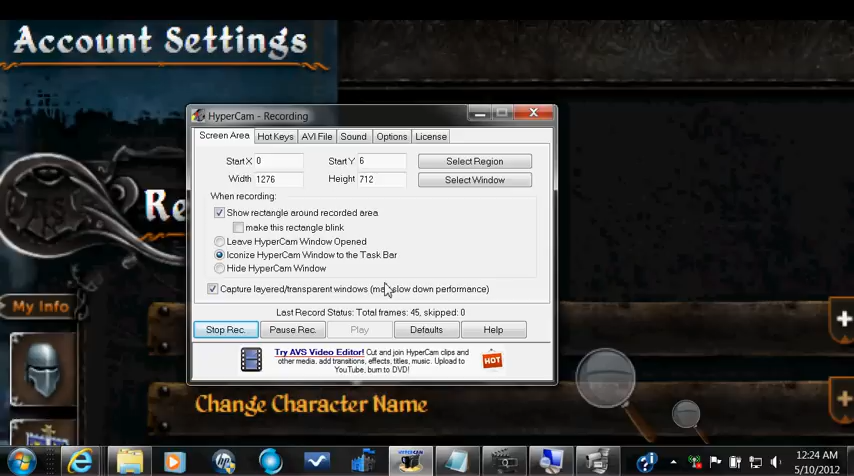 Account Settings
HyperCam - Recording
Screen Area Hot Keys AVI File Sound Options License
Start X 0 Start Y 6 Select Region
Width 1276 Height 712 Select Window
When recording:
Show rectangle around recorded area
make this rectangle blink
Leave HyperCam Window Opened
Iconize HyperCam Window to the Task Bar
Hide HyperCam Window
Capture layered/transparent windows (may slow down performance)
Last Record Status: Total frames: 45, skipped: 0
Stop Rec. Pause Rec. Play Defaults Help
Try AVS Video Editor! Cut and join HyperCam clips and
other media. add transitions, effects, titles, music. Upload to
YouTube, burn to DVD!
HOT
Re
My Info
Change Character Name
HYPERCAM
12:24 AM
5/10/2012